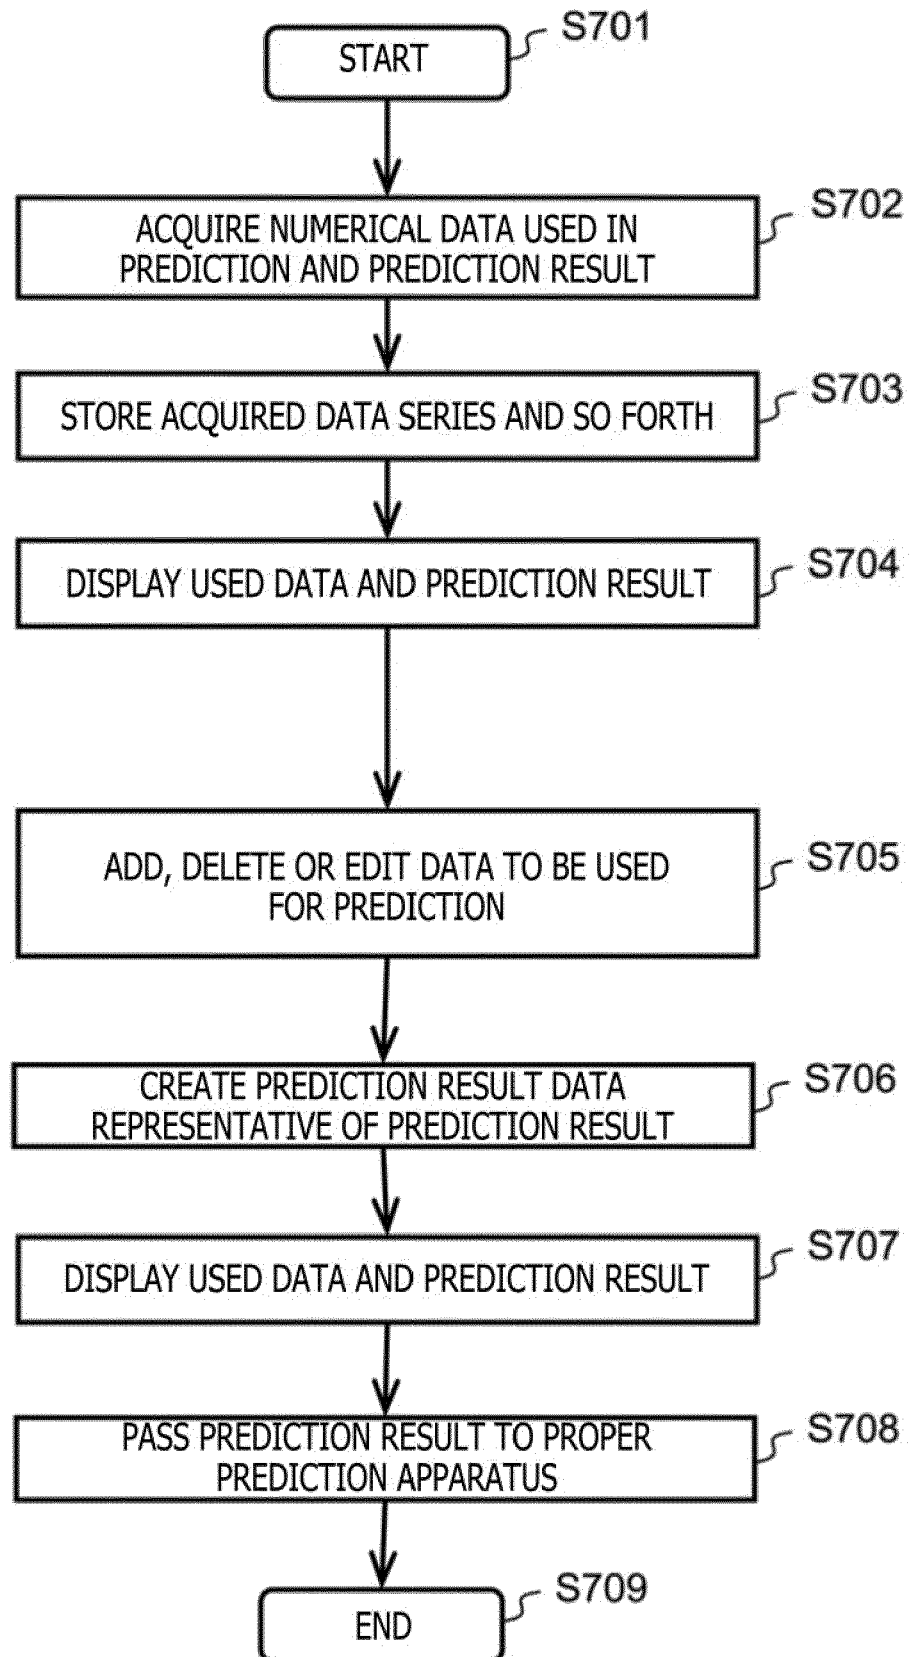 START
S701
ACQUIRE NUMERICAL DATA USED IN
PREDICTION AND PREDICTION RESULT
S702
STORE ACQUIRED DATA SERIES AND SO FORTH
S703
DISPLAY USED DATA AND PREDICTION RESULT
S704
ADD, DELETE OR EDIT DATA TO BE USED
FOR PREDICTION
S705
CREATE PREDICTION RESULT DATA
REPRESENTATIVE OF PREDICTION RESULT
S706
DISPLAY USED DATA AND PREDICTION RESULT
S707
PASS PREDICTION RESULT TO PROPER
PREDICTION APPARATUS
S708
END
S709